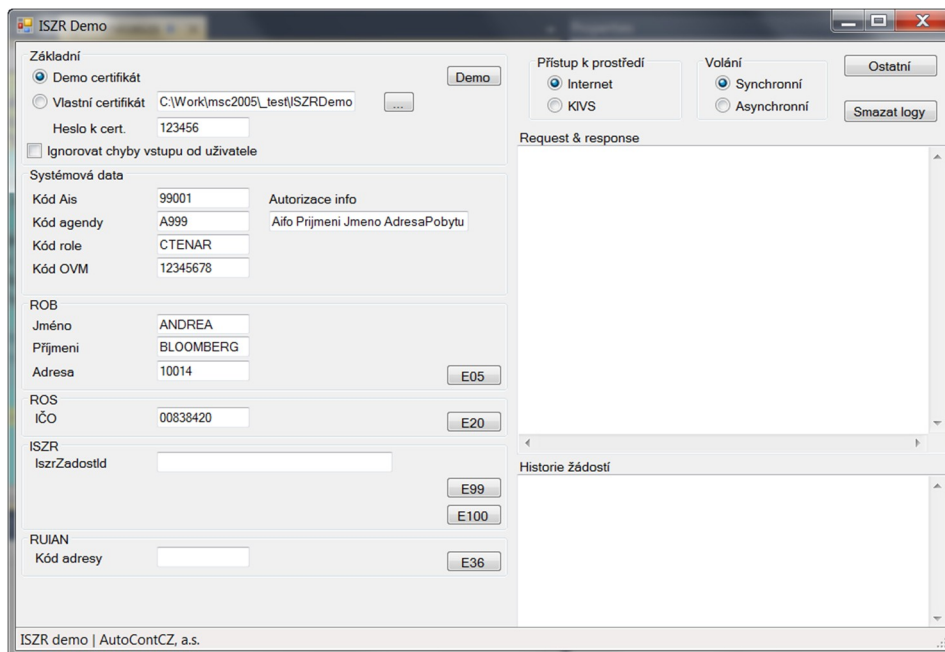 ISZR Demo
Základní
Demo certifikát
Demo
Vlastní certifikát
C:\Work\msc2005\_test\ISZRDemo
...
Heslo k cert.
123456
Ignorovat chyby vstupu od uživatele
Systémová data
Kód Ais
99001
Autorizace info
Kód agendy
A999
Aifo Prijmeni Jmeno AdresaPobytu
Kód role
CTENAR
Kód OVM
12345678
ROB
Jméno
ANDREA
Příjmeni
BLOOMBERG
Adresa
10014
E05
ROS
IČO
00838420
E20
ISZR
IszrZadostId
E99
E100
RUIAN
Kód adresy
E36
Přístup k prostředí
Internet
KIVS
Volání
Synchronní
Asynchronní
Ostatní
Smazat logy
Request & response
Historie žádostí
ISZR demo | AutoContCZ, a.s.